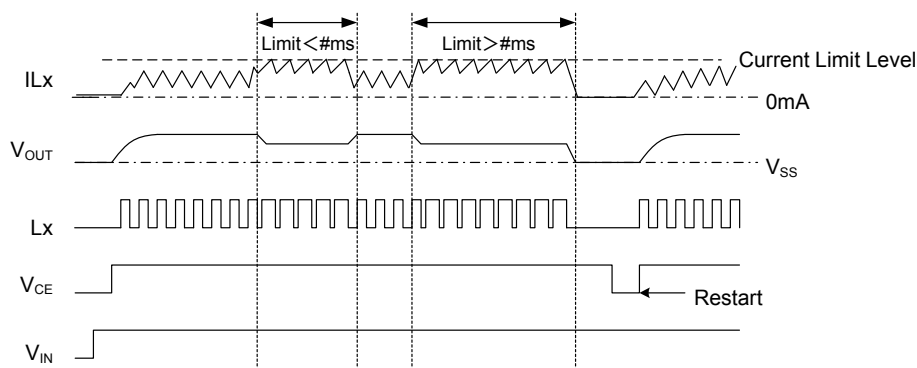 Limit＜#ms
Limit＞#ms
ILx
Current Limit Level
0mA
VOUT
VSS
Lx
VCE
Restart
VIN